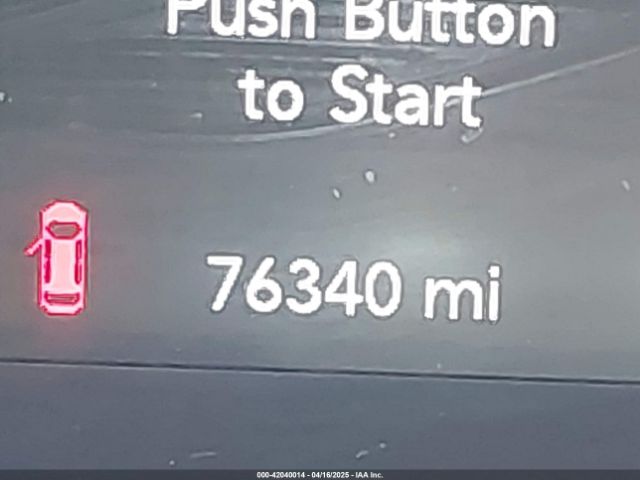 Push Button
to Start
76340 mi
000-42040014 - 04/16/2025 - IAA Inc.